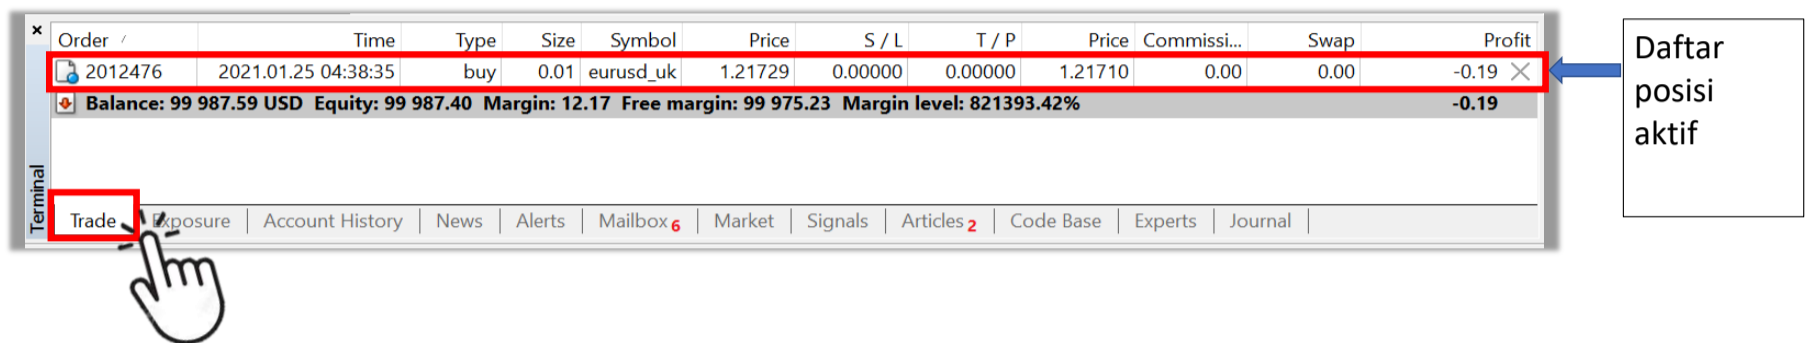 Order / Time Type Size Symbol Price S / L T / P Price Commissi... Swap Profit
2012476 2021.01.25 04:38:35 buy 0.01 eurusd_uk 1.21729 0.00000 0.00000 1.21710 0.00 0.00 -0.19
Balance: 99 987.59 USD Equity: 99 987.40 Margin: 12.17 Free margin: 99 975.23 Margin level: 821393.42% -0.19
Terminal
Trade Exposure Account History News Alerts Mailbox 6 Market Signals Articles 2 Code Base Experts Journal
Daftar
posisi
aktif